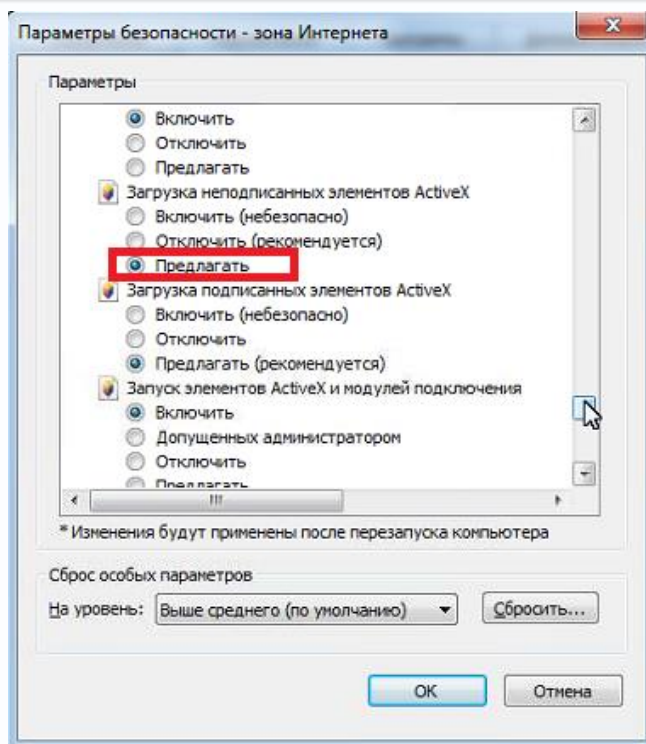 Параметры безопасности - зона Интернета
Параметры
Включить
Отключить
Предлагать
Загрузка неподписанных элементов ActiveX
Включить (небезопасно)
Отключить (рекомендуется)
Предлагать
Загрузка подписанных элементов ActiveX
Включить (небезопасно)
Отключить
Предлагать (рекомендуется)
Запуск элементов ActiveX и модулей подключения
Включить
Допущенных администратором
Отключить
Предлагать
* Изменения будут применены после перезапуска компьютера
Сброс особых параметров
На уровень: Выше среднего (по умолчанию) Сбросить...
ОК Отмена